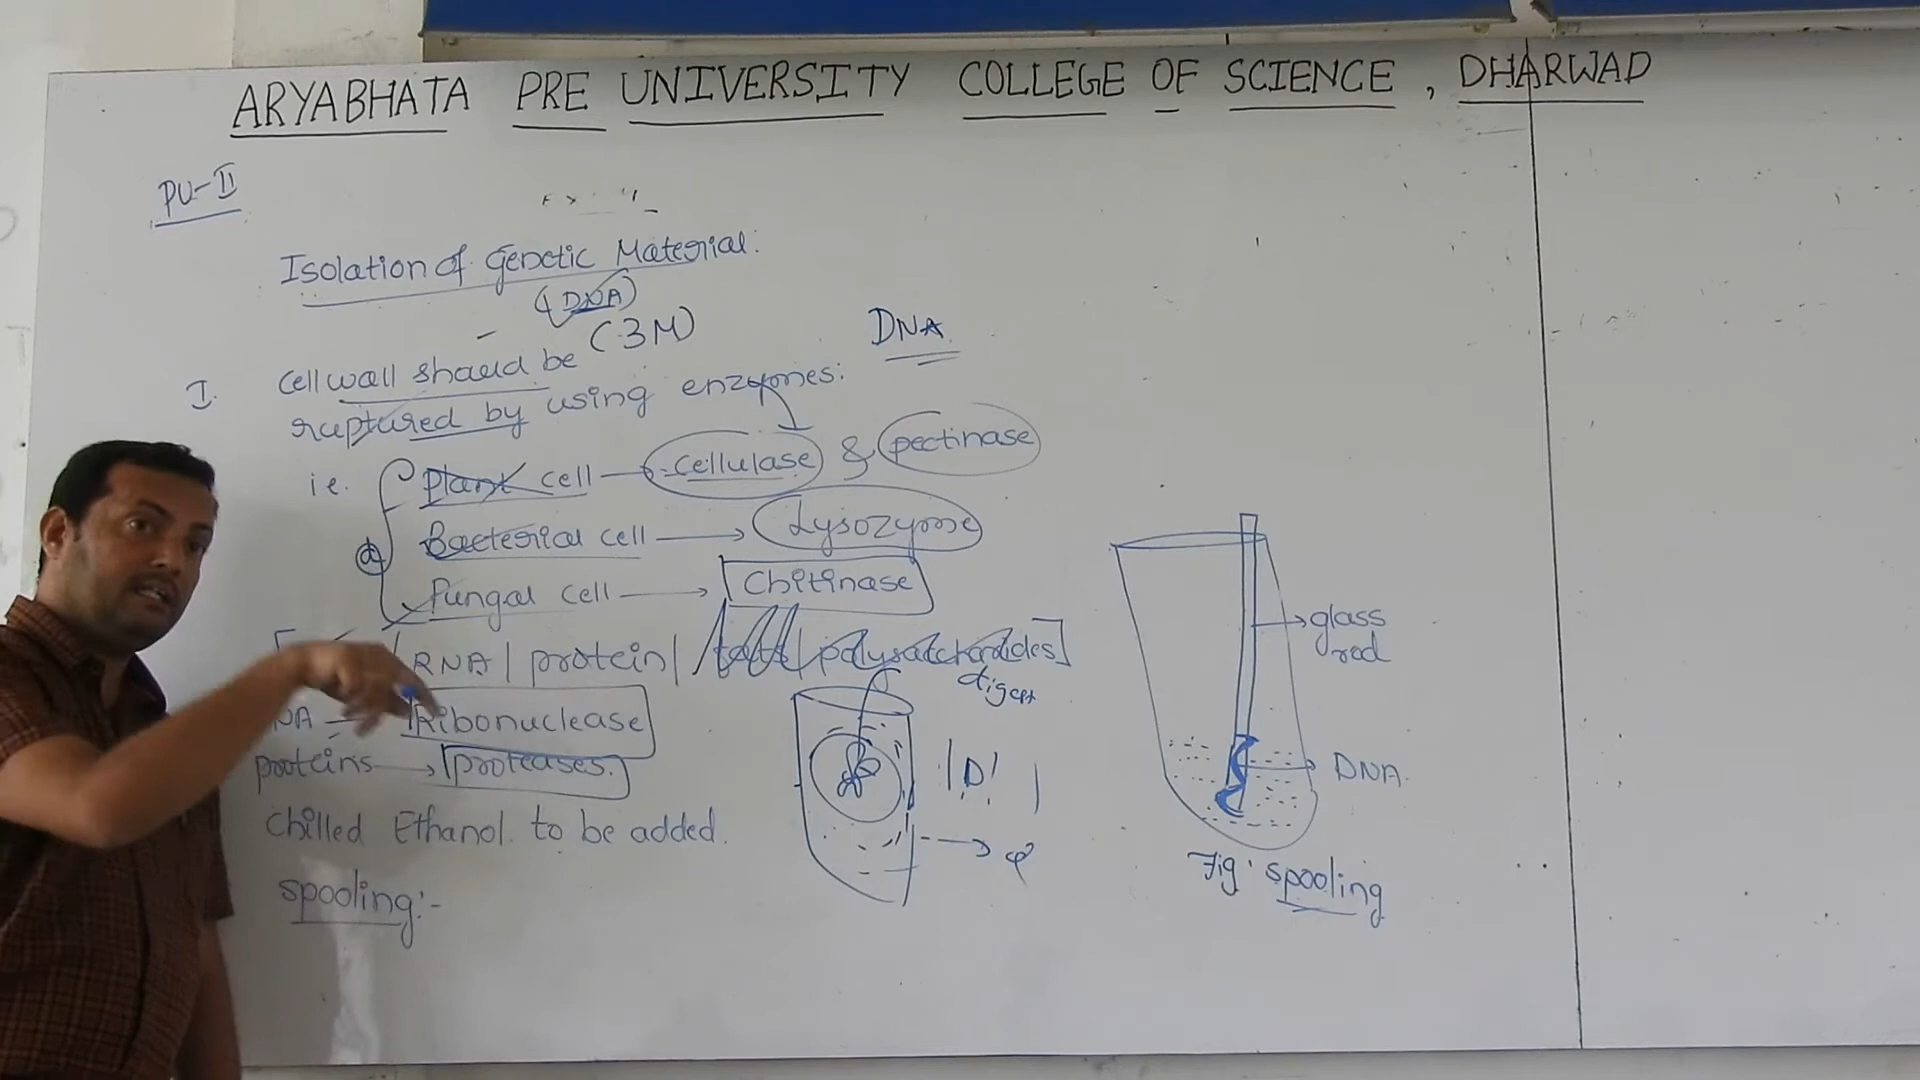 ARYABHATA PRE UNIVERSITY COLLEGE OF SCIENCE, DHARWAD
PU-II
Isolation of Genetic Material:
(DNA)
(3M)
DNA
I. Cell wall should be
ruptured by using enzymes:
i.e. Plant cell → cellulase & pectinase
Bacterial cell → Lysozyme
Fungal cell → Chitinase
RNA | protein |
digest
NA → Ribonuclease
proteins → proteases.
chilled Ethanol to be added.
spooling:-
glass
rod
DNA
Fig: spooling